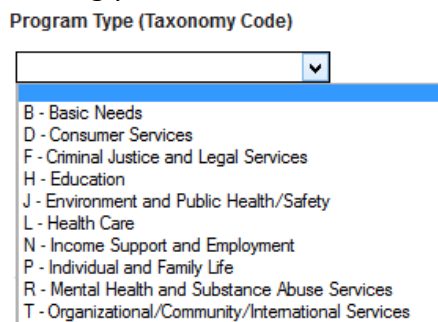 Program Type (Taxonomy Code)
B - Basic Needs
D - Consumer Services
F - Criminal Justice and Legal Services
H - Education
J - Environment and Public Health/Safety
L - Health Care
N - Income Support and Employment
P - Individual and Family Life
R - Mental Health and Substance Abuse Services
T - Organizational/Community/International Services